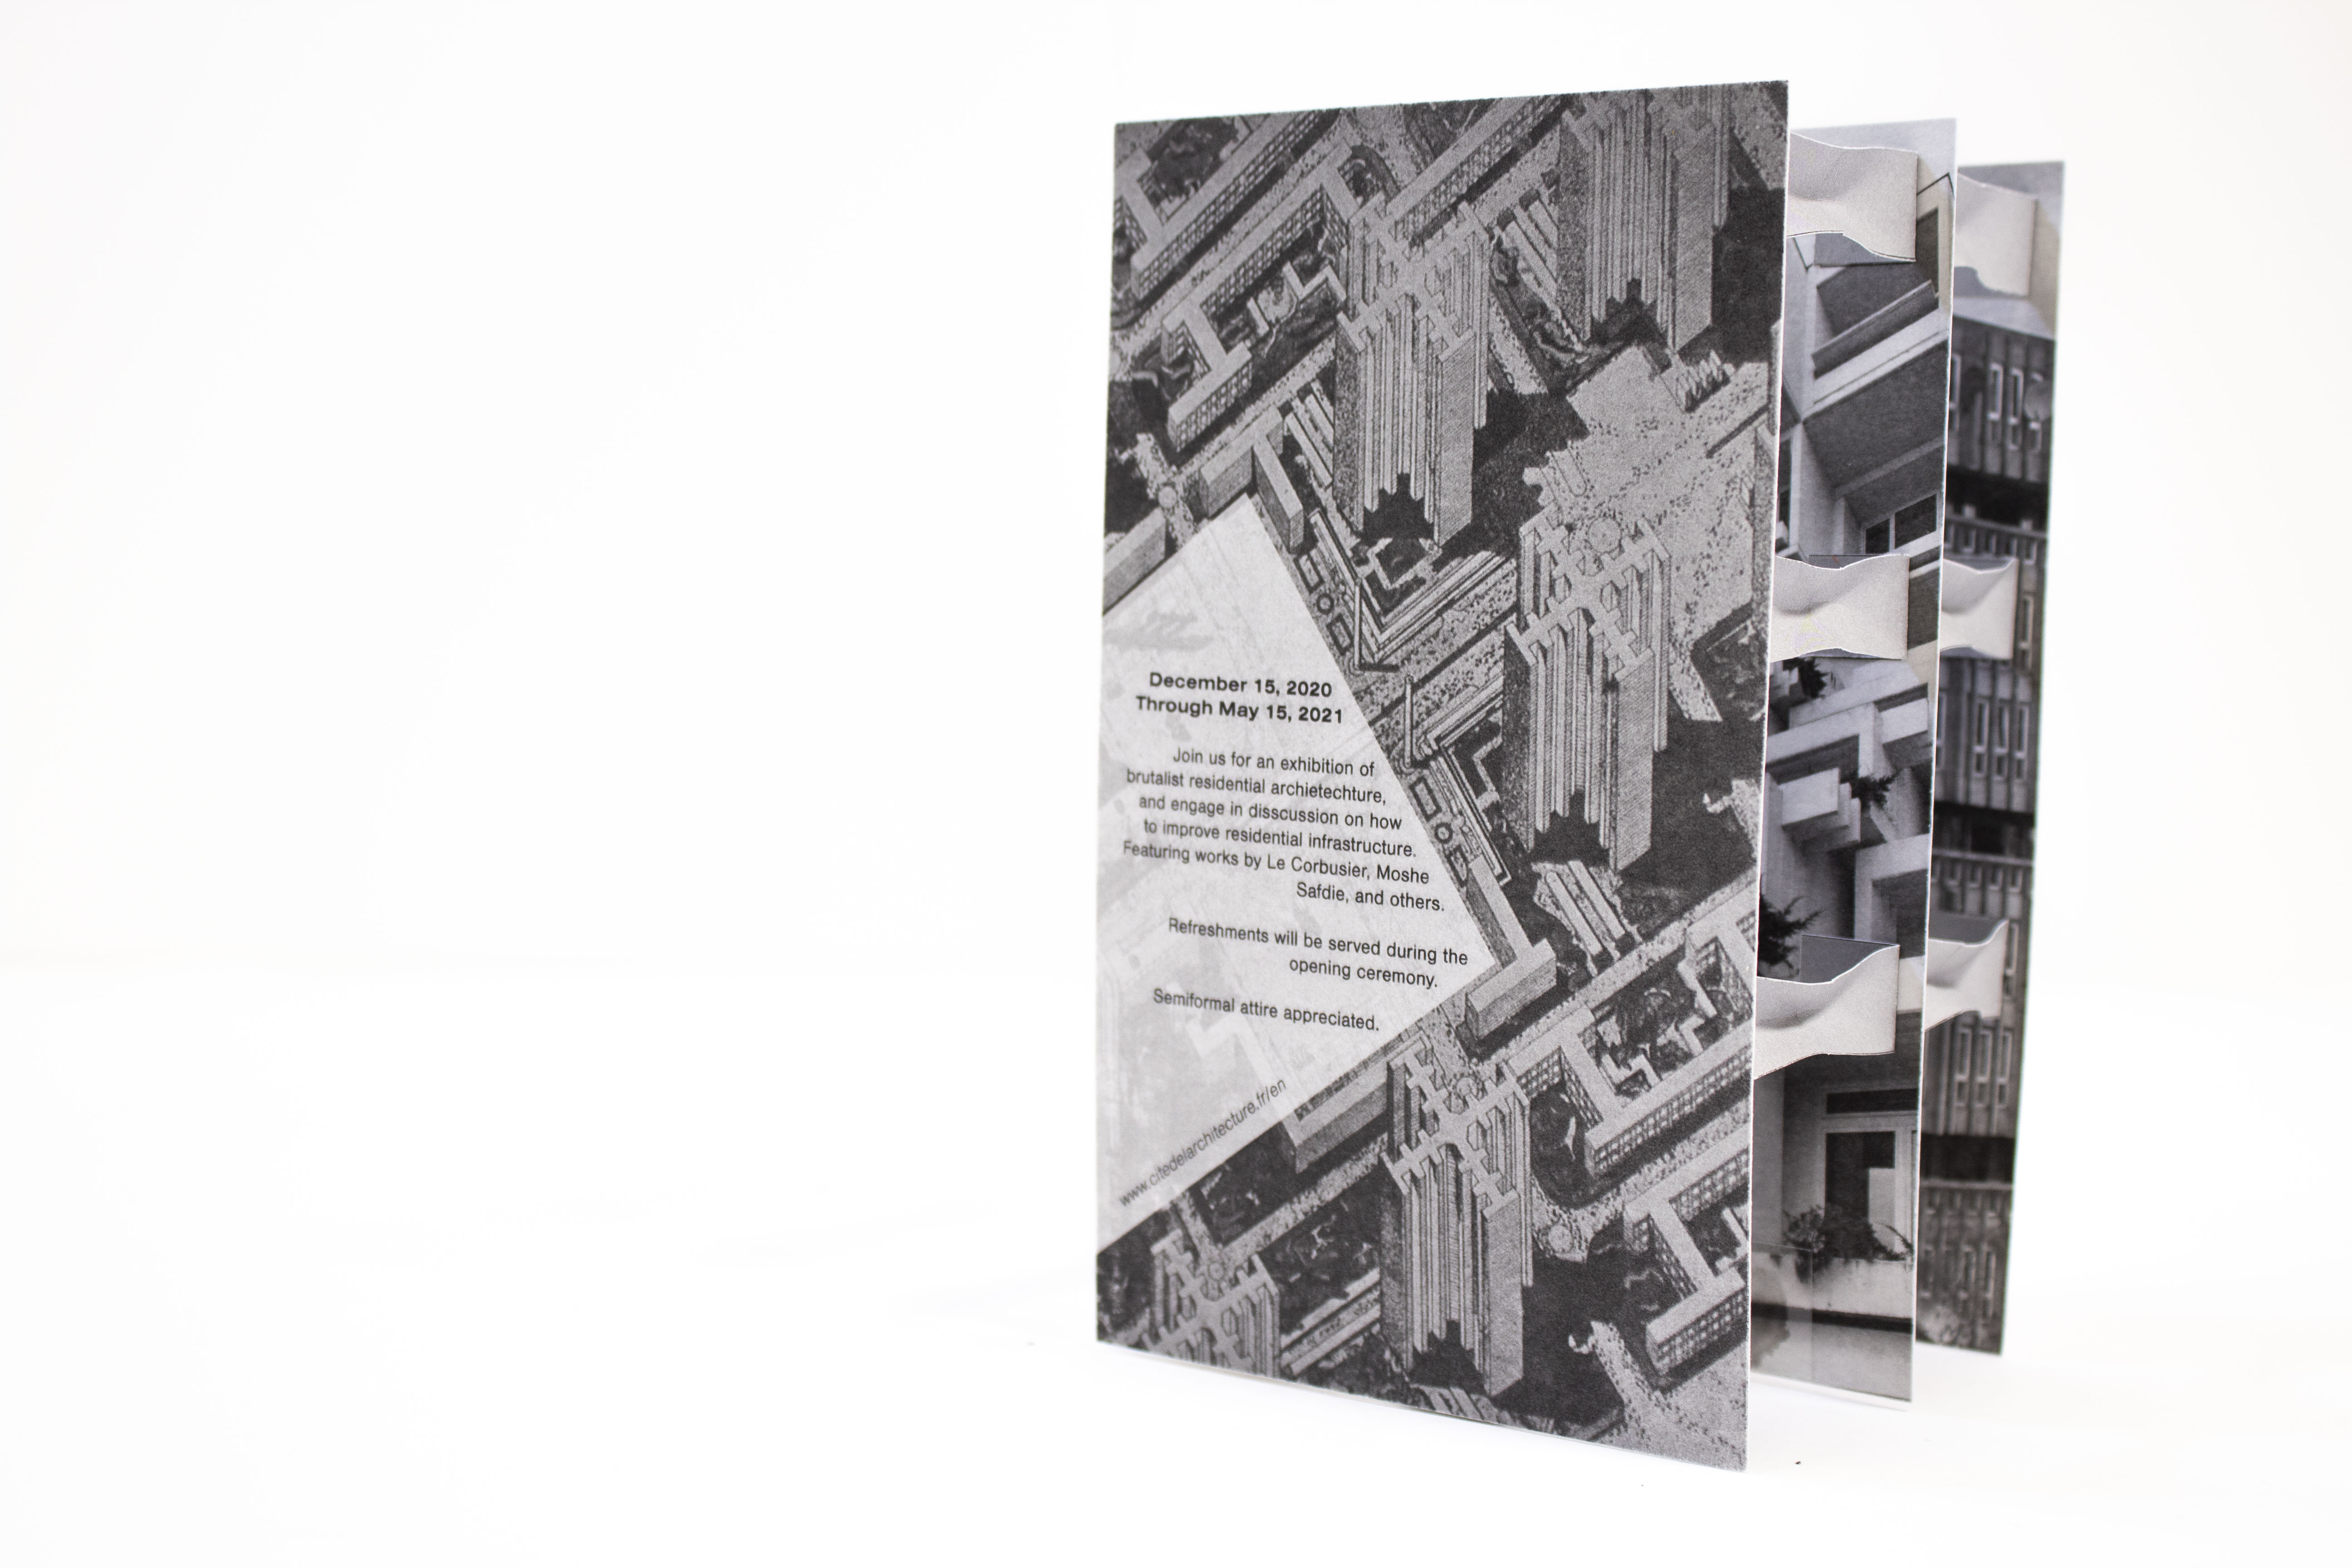 December 15, 2020
Through May 15, 2021
Join us for an exhibition of
brutalist residential archietechture,
and engage in disscussion on how
to improve residential infrastructure.
Featuring works by Le Corbusier, Moshe
Safdie, and others.
Refreshments will be served during the
opening ceremony.
Semiformal attire appreciated.
www.citedelarchitecture.fr/en